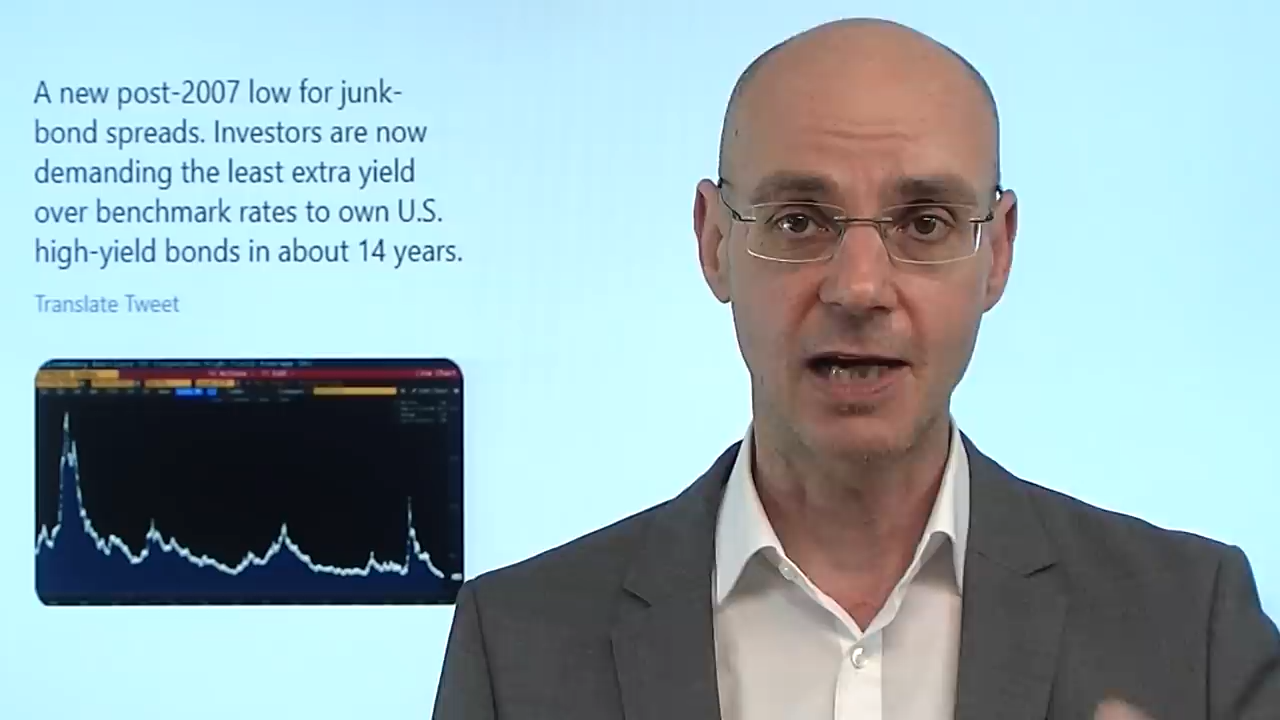 A new post-2007 low for junk-
bond spreads. Investors are now
demanding the least extra yield
over benchmark rates to own U.S.
high-yield bonds in about 14 years.
Translate Tweet